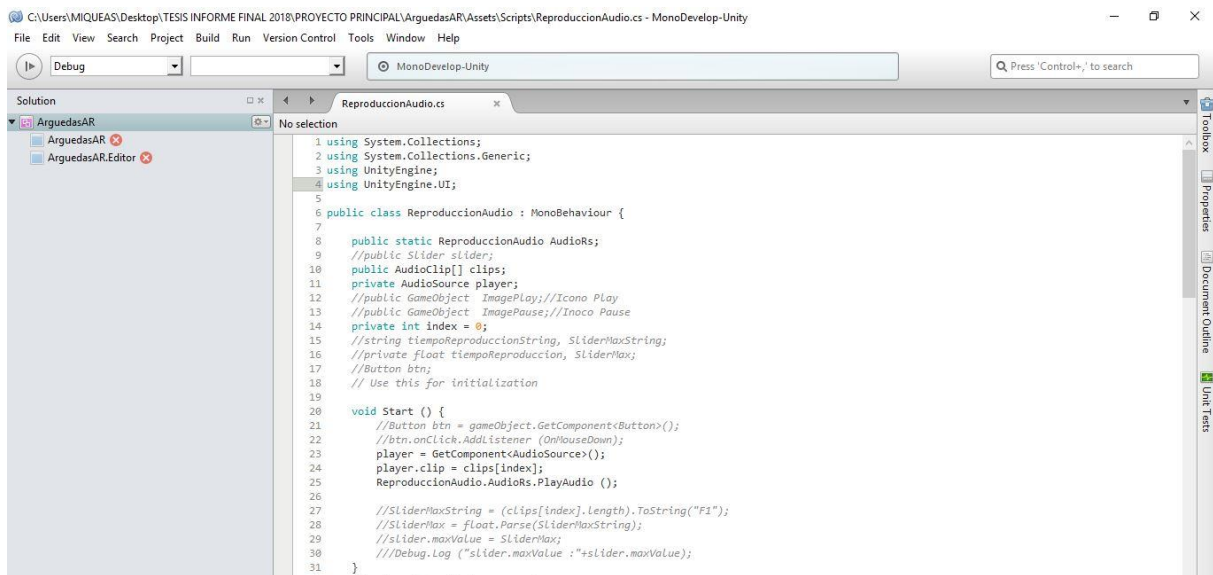 C:\Users\MIQUEAS\Desktop\TESIS INFORME FINAL 2018\PROYECTO PRINCIPAL\ArguedasAR\Assets\Scripts\ReproduccionAudio.cs - MonoDevelop-Unity
File Edit View Search Project Build Run Version Control Tools Window Help
Debug
MonoDevelop-Unity
Press 'Control+,' to search
Solution
ArguedasAR
ArguedasAR
ArguedasAR.Editor
ReproduccionAudio.cs
No selection
1 using System.Collections;
2 using System.Collections.Generic;
3 using UnityEngine;
4 using UnityEngine.UI;
5
6 public class ReproduccionAudio : MonoBehaviour {
7
8 public static ReproduccionAudio AudioRs;
9 //public Slider slider;
10 public AudioClip[] clips;
11 private AudioSource player;
12 //public GameObject ImagePlay;//Icono Play
13 //public GameObject ImagePause;//Inoco Pause
14 private int index = 0;
15 //string tiempoReproduccionString, SliderMaxString;
16 //private float tiempoReproduccion, SliderMax;
17 //Button btn;
18 // Use this for initialization
19
20 void Start () {
21 //Button btn = gameObject.GetComponent<Button>();
22 //btn.onClick.AddListener (OnMouseDown);
23 player = GetComponent<AudioSource>();
24 player.clip = clips[index];
25 ReproduccionAudio.AudioRs.PlayAudio ();
26
27 //SliderMaxString = (clips[index].length).ToString("F1");
28 //SliderMax = float.Parse(SliderMaxString);
29 //slider.maxValue = SliderMax;
30 ///Debug.Log ("slider.maxValue :"+slider.maxValue);
31 }
Toolbox
Properties
Document Outline
Unit Tests